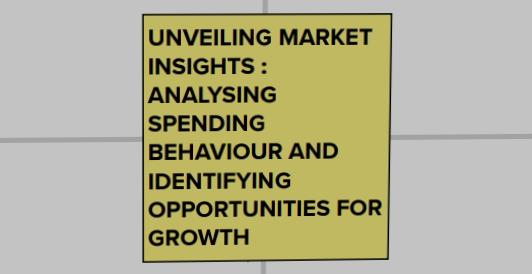 UNVEILING MARKET
INSIGHTS :
ANALYSING
SPENDING
BEHAVIOUR AND
IDENTIFYING
OPPORTUNITIES FOR
GROWTH